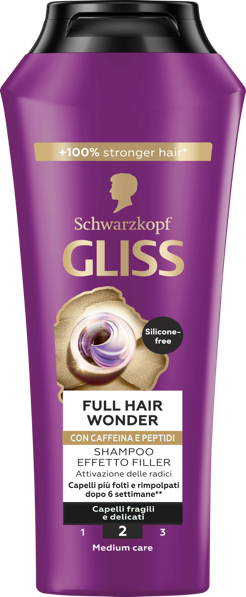 +100% stronger hair*
Schwarzkopf
GLISS
Silicone-
free
FULL HAIR
WONDER
CON CAFFEINA E PEPTIDI
SHAMPOO
EFFETTO FILLER
Attivazione delle radici
Capelli più folti e rimpolpati
dopo 6 settimane**
Capelli fragili
e delicati
1 2 3
Medium care